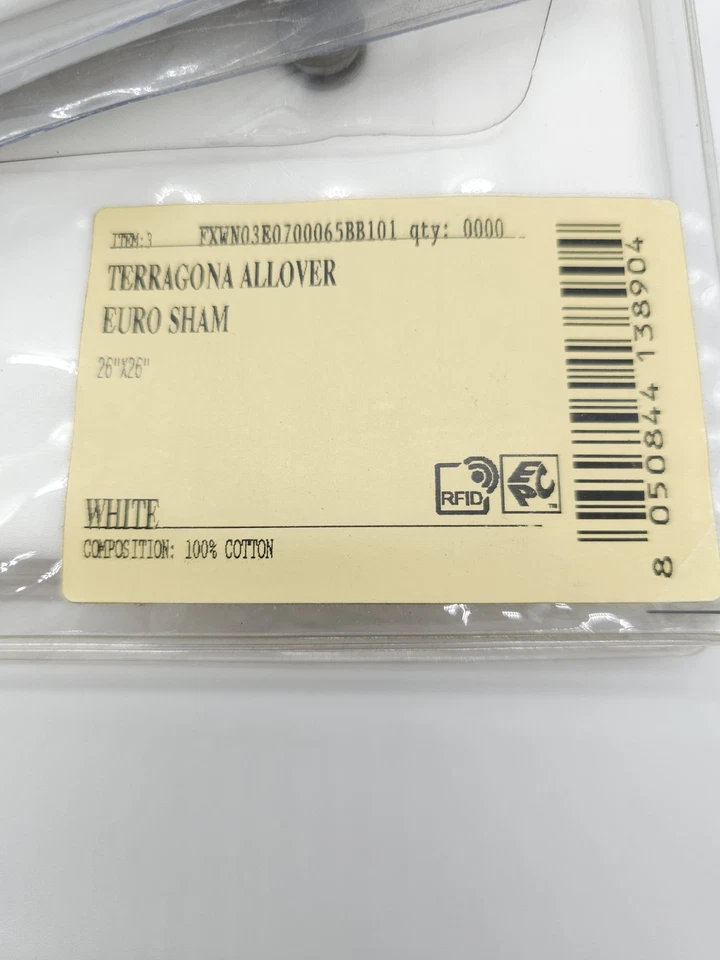 ITEM:3 FXWN03E0700065BB101 qty: 0000
TERRAGONA ALLOVER
EURO SHAM
26"X26"
WHITE
COMPOSITION: 100% COTTON
RFID
EPC TM
8 050844 138904